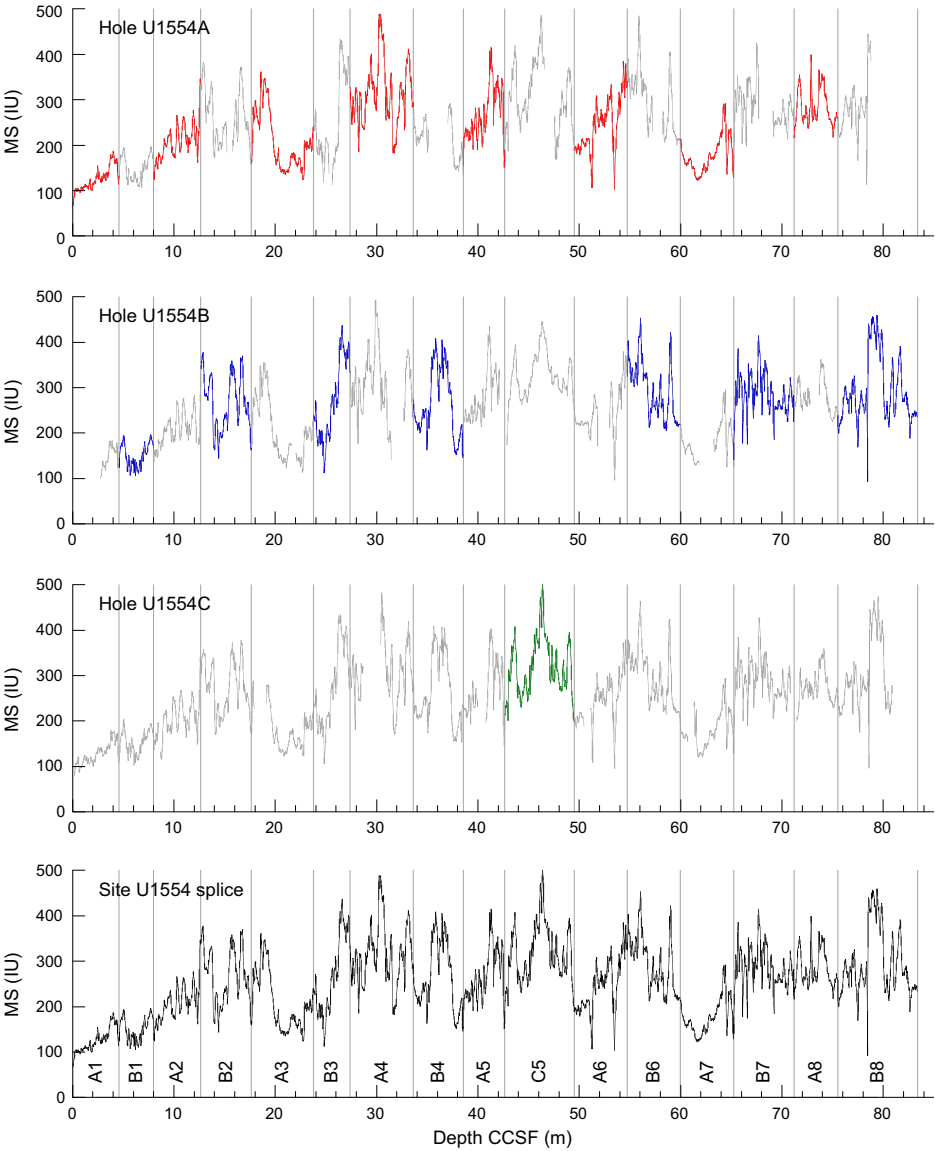 Hole U1554A
500
400
300
200
100
0
MS (IU)
0 10 20 30 40 50 60 70 80
Hole U1554B
500
400
300
200
100
0
MS (IU)
0 10 20 30 40 50 60 70 80
Hole U1554C
500
400
300
200
100
0
MS (IU)
0 10 20 30 40 50 60 70 80
Site U1554 splice
500
400
300
200
100
0
MS (IU)
A1 B1 A2 B2 A3 B3 A4 B4 A5 C5 A6 B6 A7 B7 A8 B8
0 10 20 30 40 50 60 70 80
Depth CCSF (m)